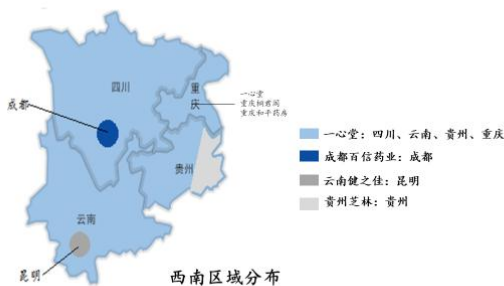 四川
重庆
一心堂
重庆桐君阁
重庆和平药房
成都
贵州
云南
昆明
西南区域分布
一心堂：四川、云南、贵州、重庆
成都百信药业：成都
云南健之佳：昆明
贵州芝林：贵州